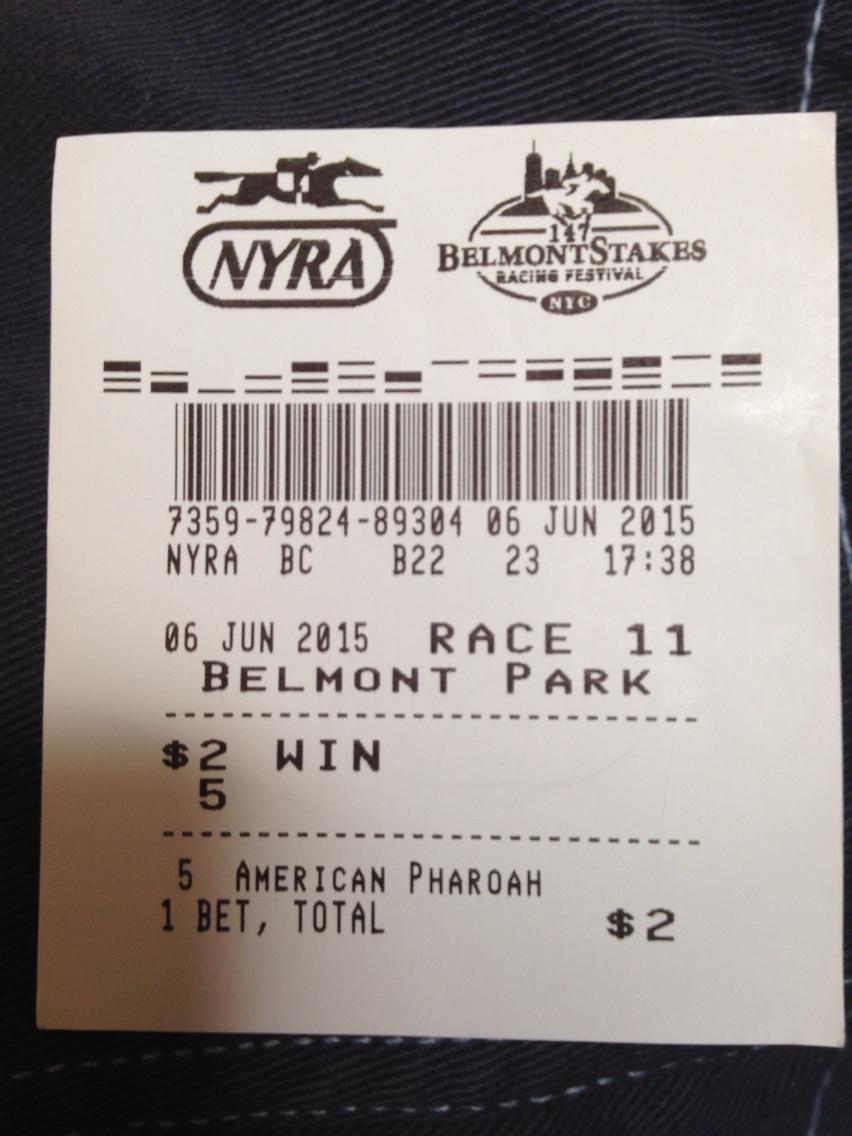 NYRA
147
BELMONT STAKES
RACING FESTIVAL
NYC
7359-79824-89304 06 JUN 2015
NYRA BC B22 23 17:38
06 JUN 2015 RACE 11
BELMONT PARK
$2 WIN
5
5 AMERICAN PHAROAH
1 BET, TOTAL $2